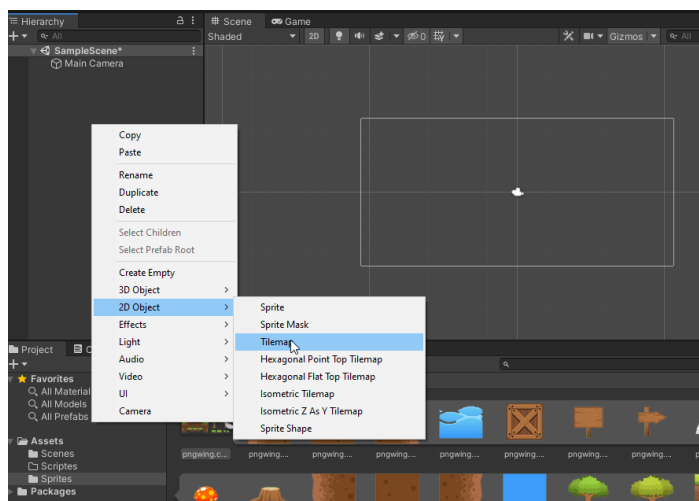 Hierarchy
Scene
Game
All
Shaded
2D
0
Gizmos
All
SampleScene*
Main Camera
Copy
Paste
Rename
Duplicate
Delete
Select Children
Select Prefab Root
Create Empty
3D Object
2D Object
Effects
Light
Audio
Video
UI
Camera
Sprite
Sprite Mask
Tilemap
Hexagonal Point Top Tilemap
Hexagonal Flat Top Tilemap
Isometric Tilemap
Isometric Z As Y Tilemap
Sprite Shape
Project
Favorites
All Material
All Models
All Prefabs
Assets
Scenes
Scriptes
Sprites
Packages
pngwing.c...
pngwing....
pngwing....
pngwing....
pngwing....
pngwing....
pngwing....
pngwing....